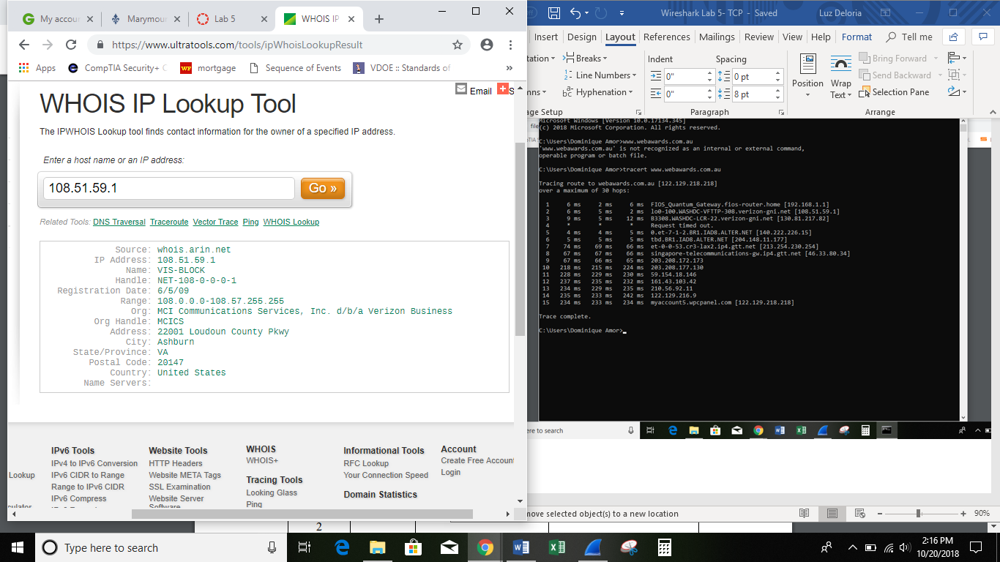 My accour
Marymoun
Lab 5
WHOIS IP
https://www.ultratools.com/tools/ipWhoisLookupResult
Apps
CompTIA Security+
mortgage
Sequence of Events
VDOE :: Standards of
»
Email
WHOIS IP Lookup Tool
The IPWHOIS Lookup tool finds contact information for the owner of a specified IP address.
Enter a host name or an IP address:
108.51.59.1
Go »
Related Tools: DNS Traversal Traceroute Vector Trace Ping WHOIS Lookup
Source: whois.arin.net
IP Address: 108.51.59.1
Name: VIS-BLOCK
Handle: NET-108-0-0-0-1
Registration Date: 6/5/09
Range: 108.0.0.0-108.57.255.255
Org: MCI Communications Services, Inc. d/b/a Verizon Business
Org Handle: MCICS
Address: 22001 Loudoun County Pkwy
City: Ashburn
State/Province: VA
Postal Code: 20147
Country: United States
Name Servers:
Lookup
IPv6 Tools
IPv4 to IPv6 Conversion
IPv6 CIDR to Range
Range to IPv6 CIDR
IPv6 Compress
Website Tools
HTTP Headers
Website META Tags
SSL Examination
Website Server
Software
WHOIS
WHOIS+
Tracing Tools
Looking Glass
Ping
Informational Tools
RFC Lookup
Your Connection Speed
Domain Statistics
Account
Create Free Accoun
Login
Wireshark Lab 5- TCP - Saved
Luz Deloria
Insert Design Layout References Mailings Review View Help Format Tell me
Breaks
Line Numbers
Hyphenation
Indent
Spacing
0"
0 pt
0"
8 pt
Position
Wrap
Text
Bring Forward
Send Backward
Selection Pane
ge Setup
Paragraph
Arrange
Microsoft Windows [Version 10.0.17134.345]
(c) 2018 Microsoft Corporation. All rights reserved.
C:\Users\Dominique Amor>www.webawards.com.au
'www.webawards.com.au' is not recognized as an internal or external command,
operable program or batch file.
C:\Users\Dominique Amor>tracert www.webawards.com.au
Tracing route to webawards.com.au [122.129.218.218]
over a maximum of 30 hops:
1 6 ms 2 ms 6 ms FIOS_Quantum_Gateway.fios-router.home [192.168.1.1]
2 6 ms 5 ms 2 ms lo0-100.WASHDC-VFTTP-308.verizon-gni.net [108.51.59.1]
3 9 ms 5 ms 12 ms B3308.WASHDC-LCR-22.verizon-gni.net [130.81.217.82]
4 * * * Request timed out.
5 4 ms 4 ms 5 ms 0.et-7-1-2.BR1.IAD8.ALTER.NET [140.222.226.15]
6 5 ms 5 ms 5 ms tbd.BR1.IAD8.ALTER.NET [204.148.11.177]
7 74 ms 69 ms 66 ms et-0-0-53.cr3-lax2.ip4.gtt.net [213.254.230.254]
8 67 ms 67 ms 66 ms singapore-telecommunications-gw.ip4.gtt.net [46.33.80.34]
9 67 ms 66 ms 65 ms 203.208.172.173
10 218 ms 215 ms 224 ms 203.208.177.130
11 228 ms 229 ms 230 ms 59.154.18.146
12 237 ms 235 ms 232 ms 161.43.103.42
13 234 ms 229 ms 235 ms 210.56.92.11
14 235 ms 233 ms 242 ms 122.129.216.9
15 234 ms 233 ms 234 ms myaccount5.wpcpanel.com [122.129.218.218]
Trace complete.
C:\Users\Dominique Amor>
ere to search
move selected object(s) to a new location
90%
2
Type here to search
2:16 PM
10/20/2018